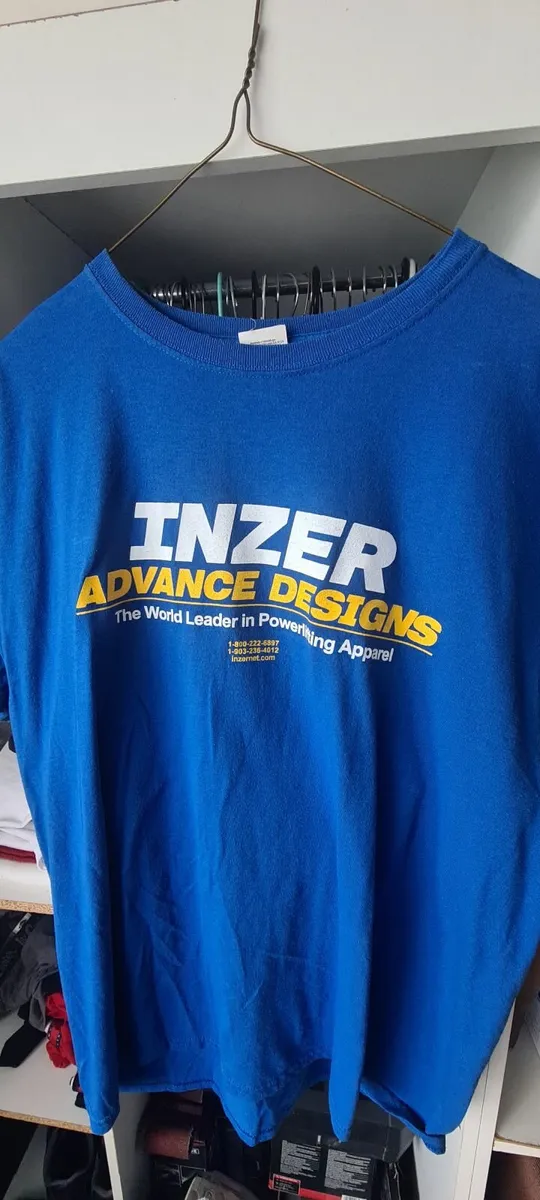 INZER
ADVANCE DESIGNS
The World Leader in Powerlifting Apparel
1-800-222-6897
1-903-236-4012
inzernet.com